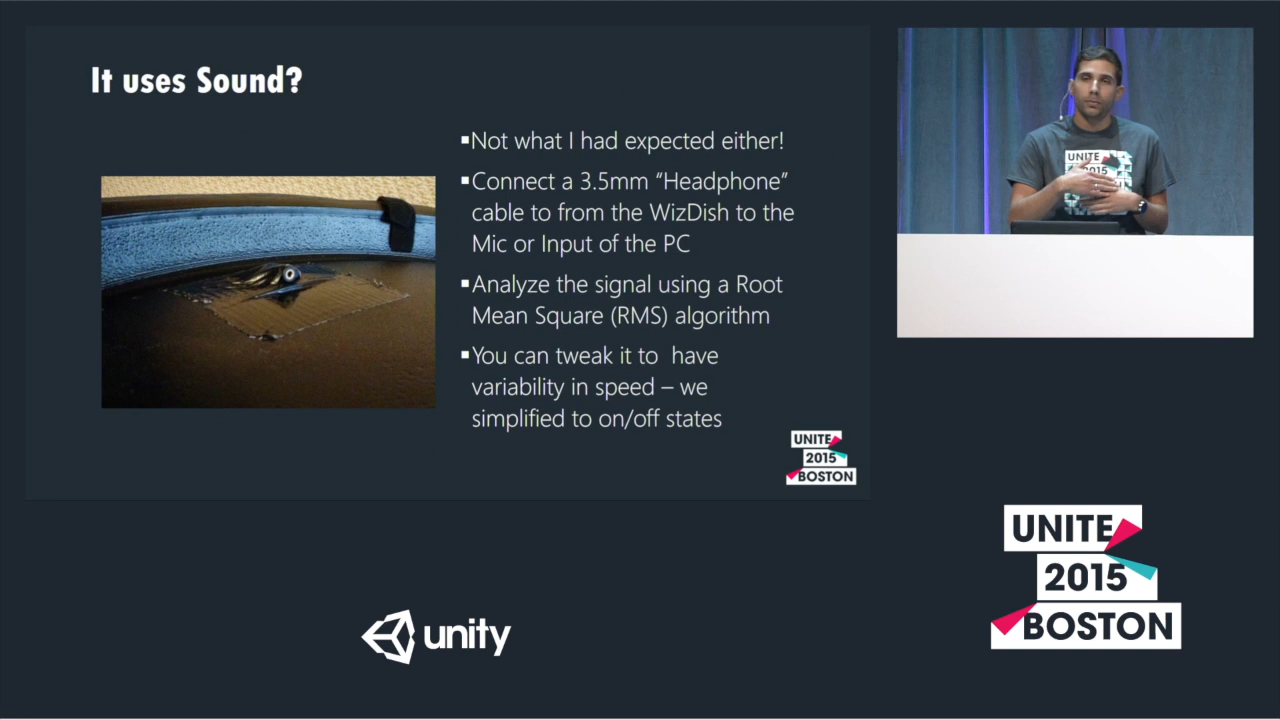 It uses Sound?
▪Not what I had expected either!
▪Connect a 3.5mm “Headphone”
cable to from the WizDish to the
Mic or Input of the PC
▪Analyze the signal using a Root
Mean Square (RMS) algorithm
▪You can tweak it to  have
variability in speed – we
simplified to on/off states
UNITE
2015
BOSTON
UNITE
2015
UNITE
2015
BOSTON
unity